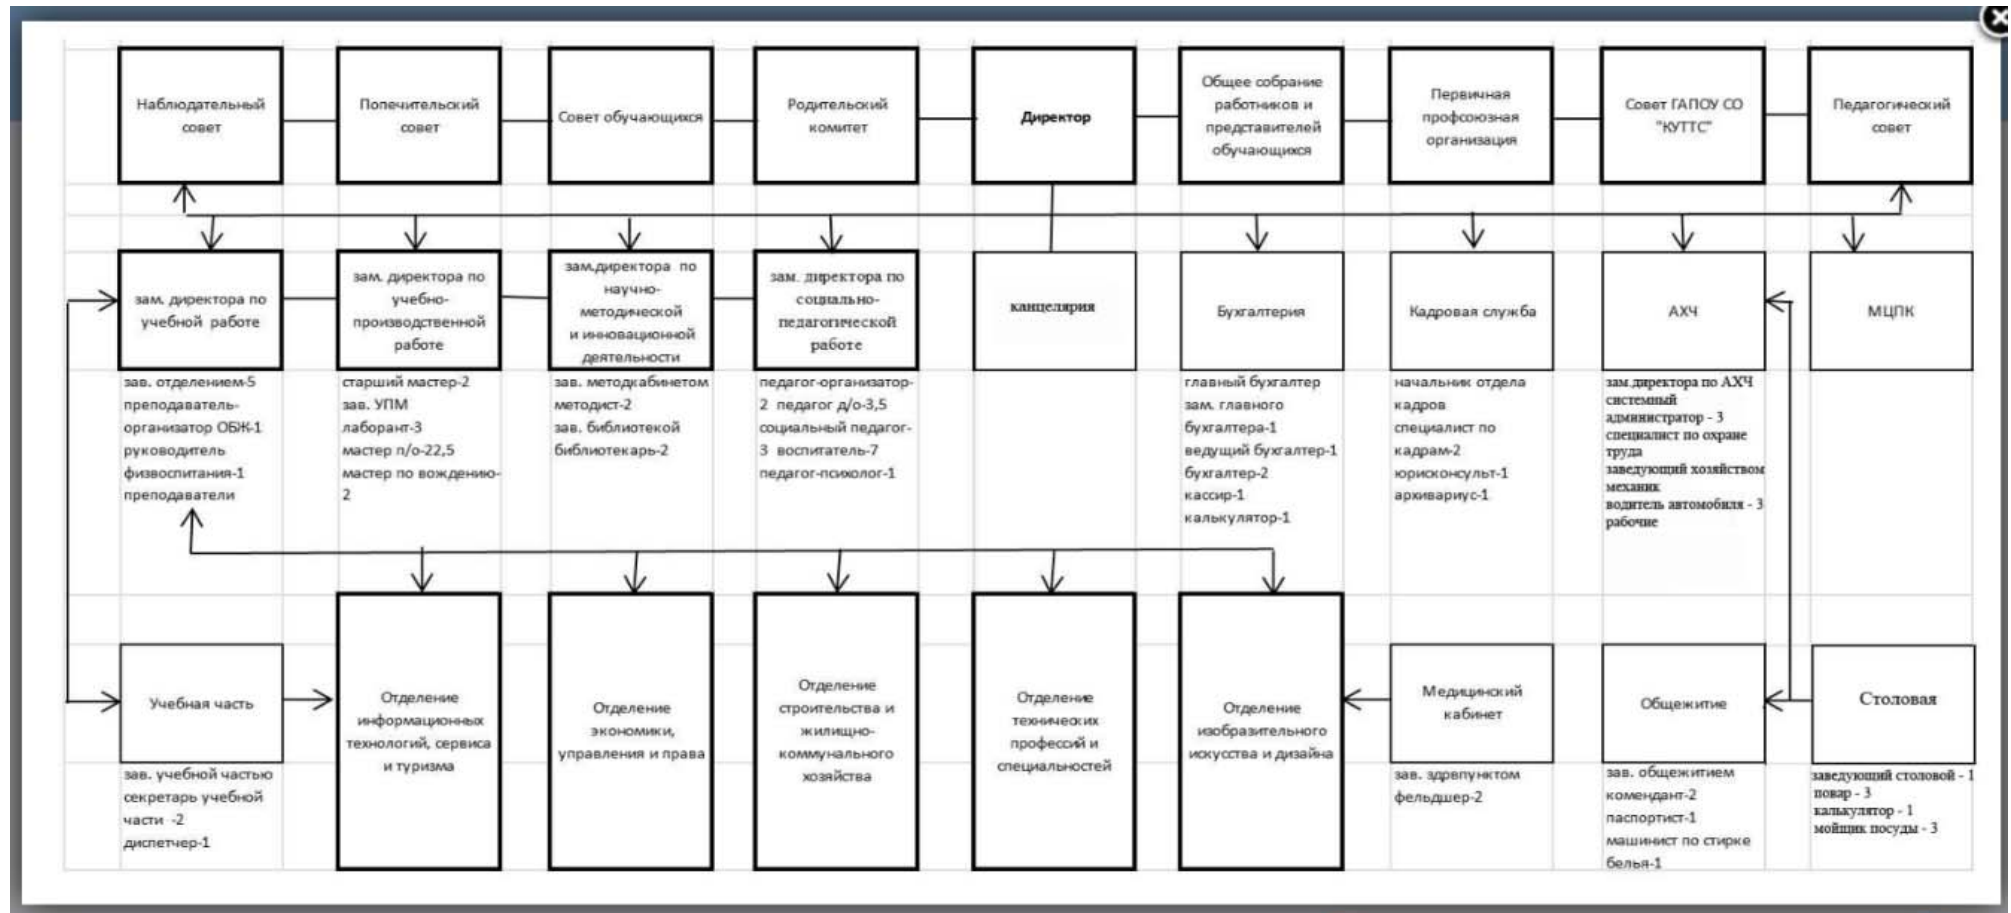 Наблюдательный
совет
Попечительский
совет
Совет обучающихся
Родительский
комитет
Директор
Общее собрание
работников и
представителей
обучающихся
Первичная
профсоюзная
организация
Совет ГАПОУ СО
"КУТТС"
Педагогический
совет
зам. директора по
учебной работе
зам. директора по
учебно-
производственной
работе
зам.директора по
научно-
методической
и инновационной
деятельности
зам. директора по
социально-
педагогической
работе
канцелярия
Бухгалтерия
Кадровая служба
АХЧ
МЦПК
зав. отделением-5
преподаватель-
организатор ОБЖ-1
руководитель
физвоспитания-1
преподаватели
старший мастер-2
зав. УПМ
лаборант-3
мастер п/о-22,5
мастер по вождению-
2
зав. методкабинетом
методист-2
зав. библиотекой
библиотекарь-2
педагог-организатор-
2 педагог д/о-3,5
социальный педагог-
3 воспитатель-7
педагог-психолог-1
главный бухгалтер
зам. главного
бухгалтера-1
ведущий бухгалтер-1
бухгалтер-2
кассир-1
калькулятор-1
начальник отдела
кадров
специалист по
кадрам-2
юрисконсульт-1
архивариус-1
зам.директора по АХЧ
системный
администратор - 3
специалист по охране
труда
заведующий хозяйством
механик
водитель автомобиля - 3
рабочие
Учебная часть
Отделение
информационных
технологий, сервиса
и туризма
Отделение
экономики,
управления и права
Отделение
строительства и
жилищно-
коммунального
хозяйства
Отделение
технических
профессий и
специальностей
Отделение
изобразительного
искусства и дизайна
Медицинский
кабинет
Общежитие
Столовая
зав. учебной частью
секретарь учебной
части -2
диспетчер-1
зав. здрвпунктом
фельдшер-2
зав. общежитием
комендант-2
паспортист-1
машинист по стирке
белья-1
заведующий столовой - 1
повар - 3
калькулятор - 1
мойщик посуды - 3